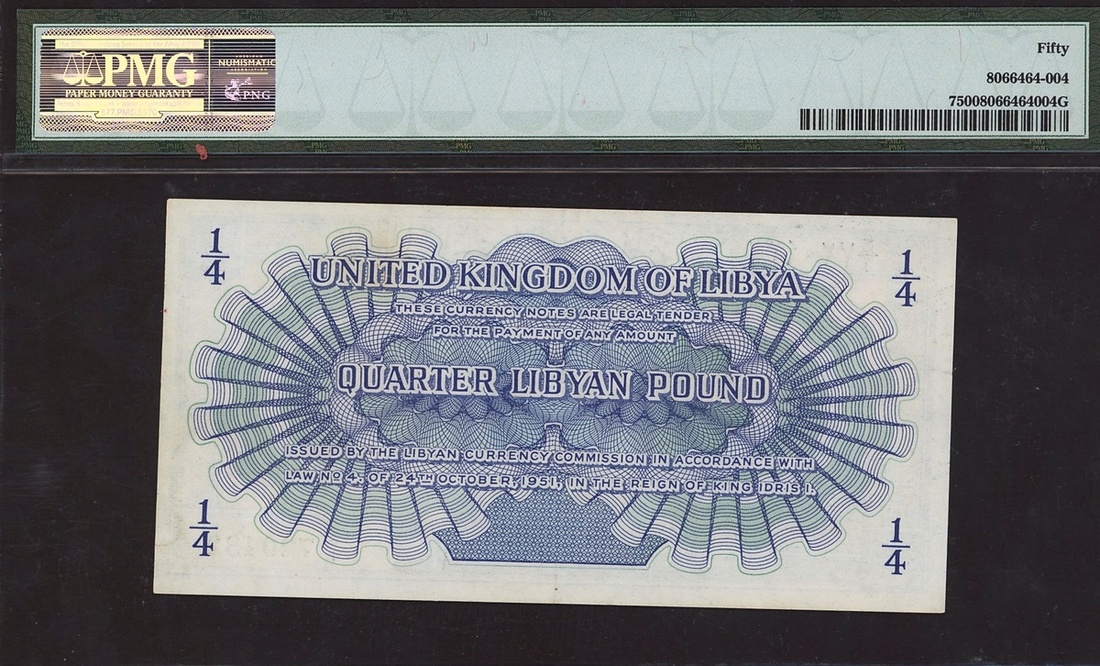 PMG
PAPER MONEY GUARANTY
NUMISMATIC
PNG
Fifty
8066464-004
75008066464004G
1/4
1/4
UNITED KINGDOM OF LIBYA
THESE CURRENCY NOTES ARE LEGAL TENDER
FOR THE PAYMENT OF ANY AMOUNT
QUARTER LIBYAN POUND
ISSUED BY THE LIBYAN CURRENCY COMMISSION IN ACCORDANCE WITH
LAW Nº 4. OF 24TH OCTOBER, 1951, IN THE REIGN OF KING IDRIS I.
1/4
1/4